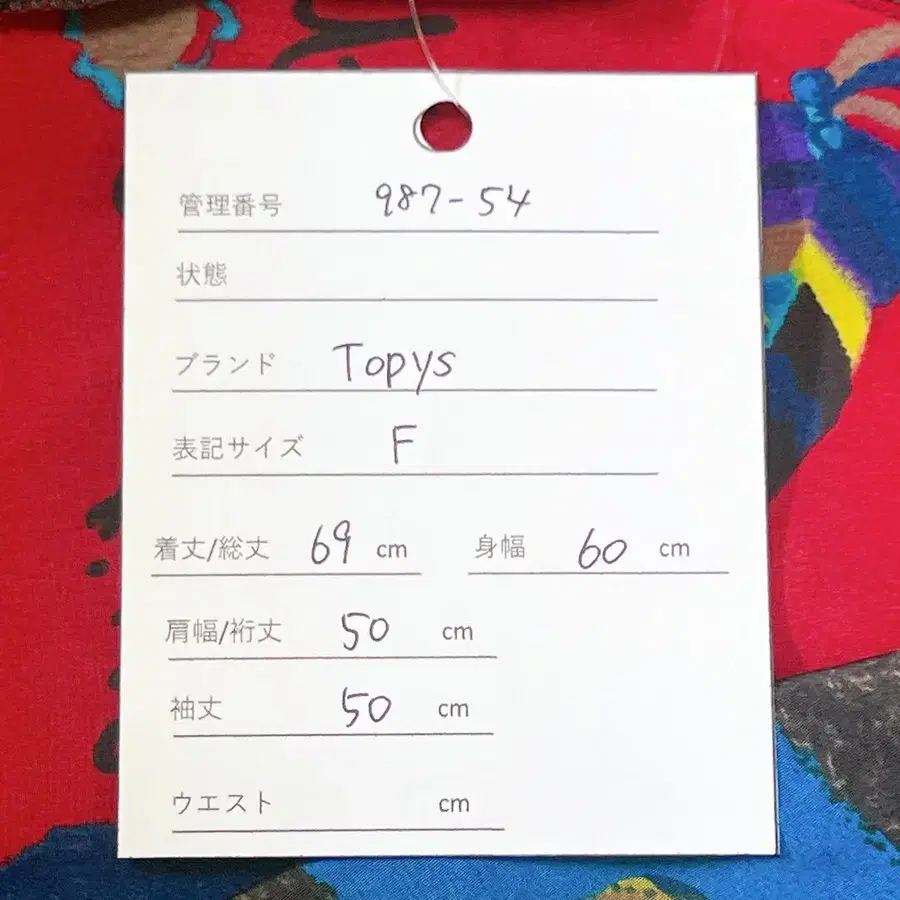 管理番号 987-54
状態
ブランド Topys
表記サイズ F
着丈/総丈 69 cm 身幅 60 cm
肩幅/裄丈 50 cm
袖丈 50 cm
ウエスト cm